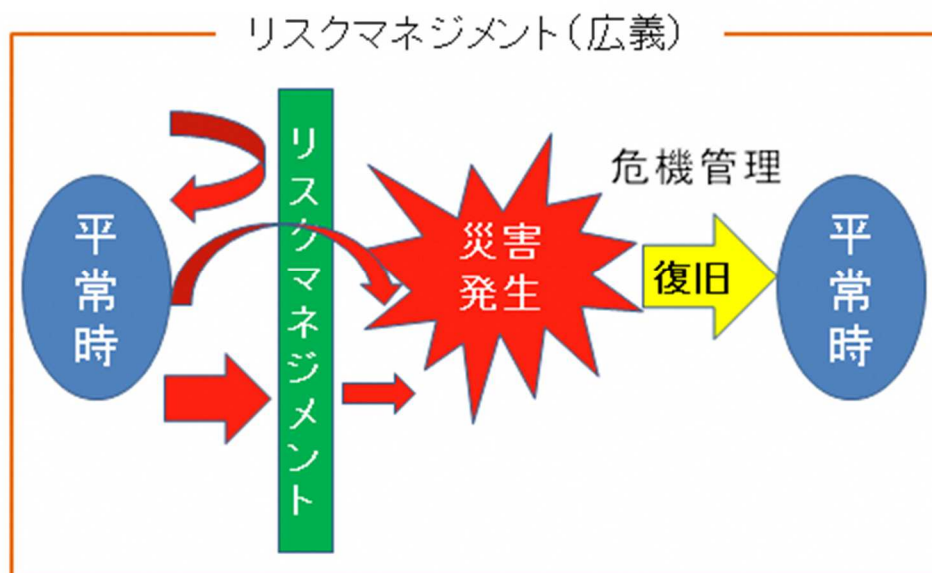 リスクマネジメント(広義)
平常時
リスクマネジメント
災害
発生
危機管理
復旧
平常時